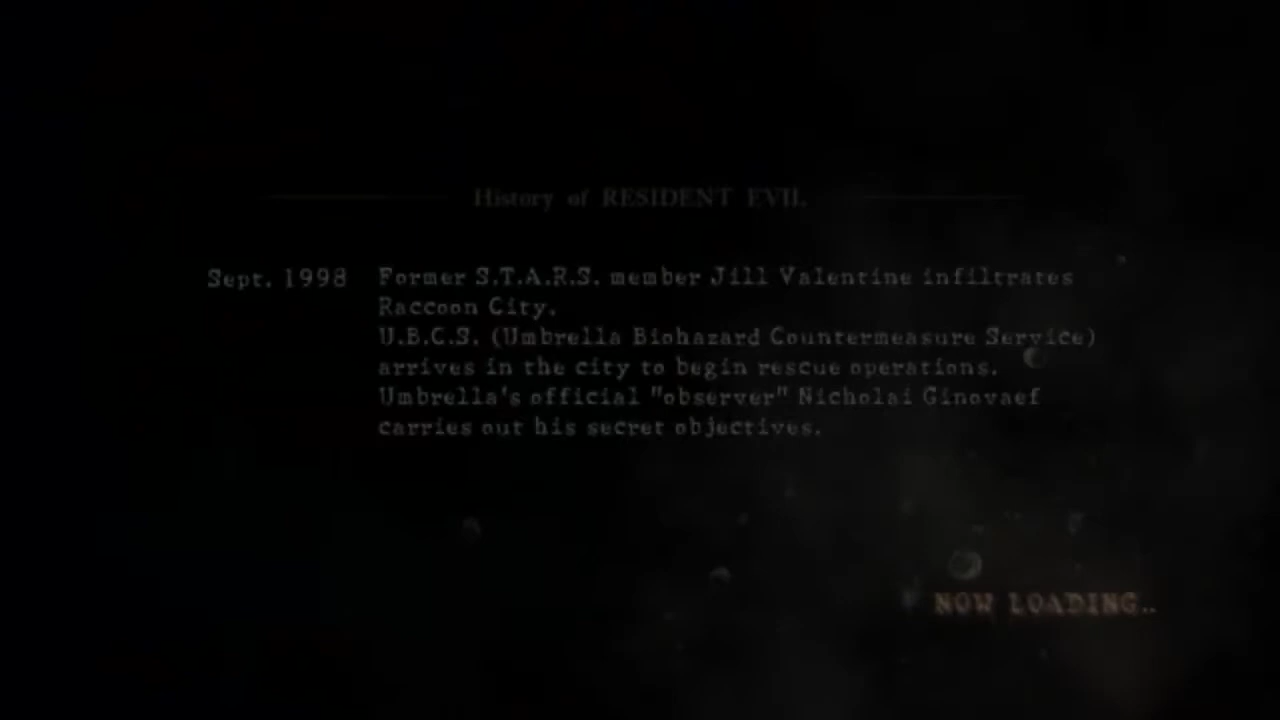 History of RESIDENT EVIL
Sept. 1998 Former S.T.A.R.S. member Jill Valentine infiltrates
Raccoon City.
U.B.C.S. (Umbrella Biohazard Countermeasure Service)
arrives in the city to begin rescue operations.
Umbrella's official "observer" Nicholai Ginovaef
carries out his secret objectives.
NOW LOADING..